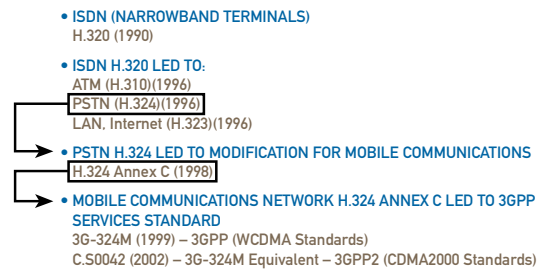 • ISDN (NARROWBAND TERMINALS)
H.320 (1990)
• ISDN H.320 LED TO:
ATM (H.310)(1996)
PSTN (H.324)(1996)
LAN, Internet (H.323)(1996)
• PSTN H.324 LED TO MODIFICATION FOR MOBILE COMMUNICATIONS
H.324 Annex C (1998)
• MOBILE COMMUNICATIONS NETWORK H.324 ANNEX C LED TO 3GPP
SERVICES STANDARD
3G-324M (1999) – 3GPP (WCDMA Standards)
C.S0042 (2002) – 3G-324M Equivalent – 3GPP2 (CDMA2000 Standards)